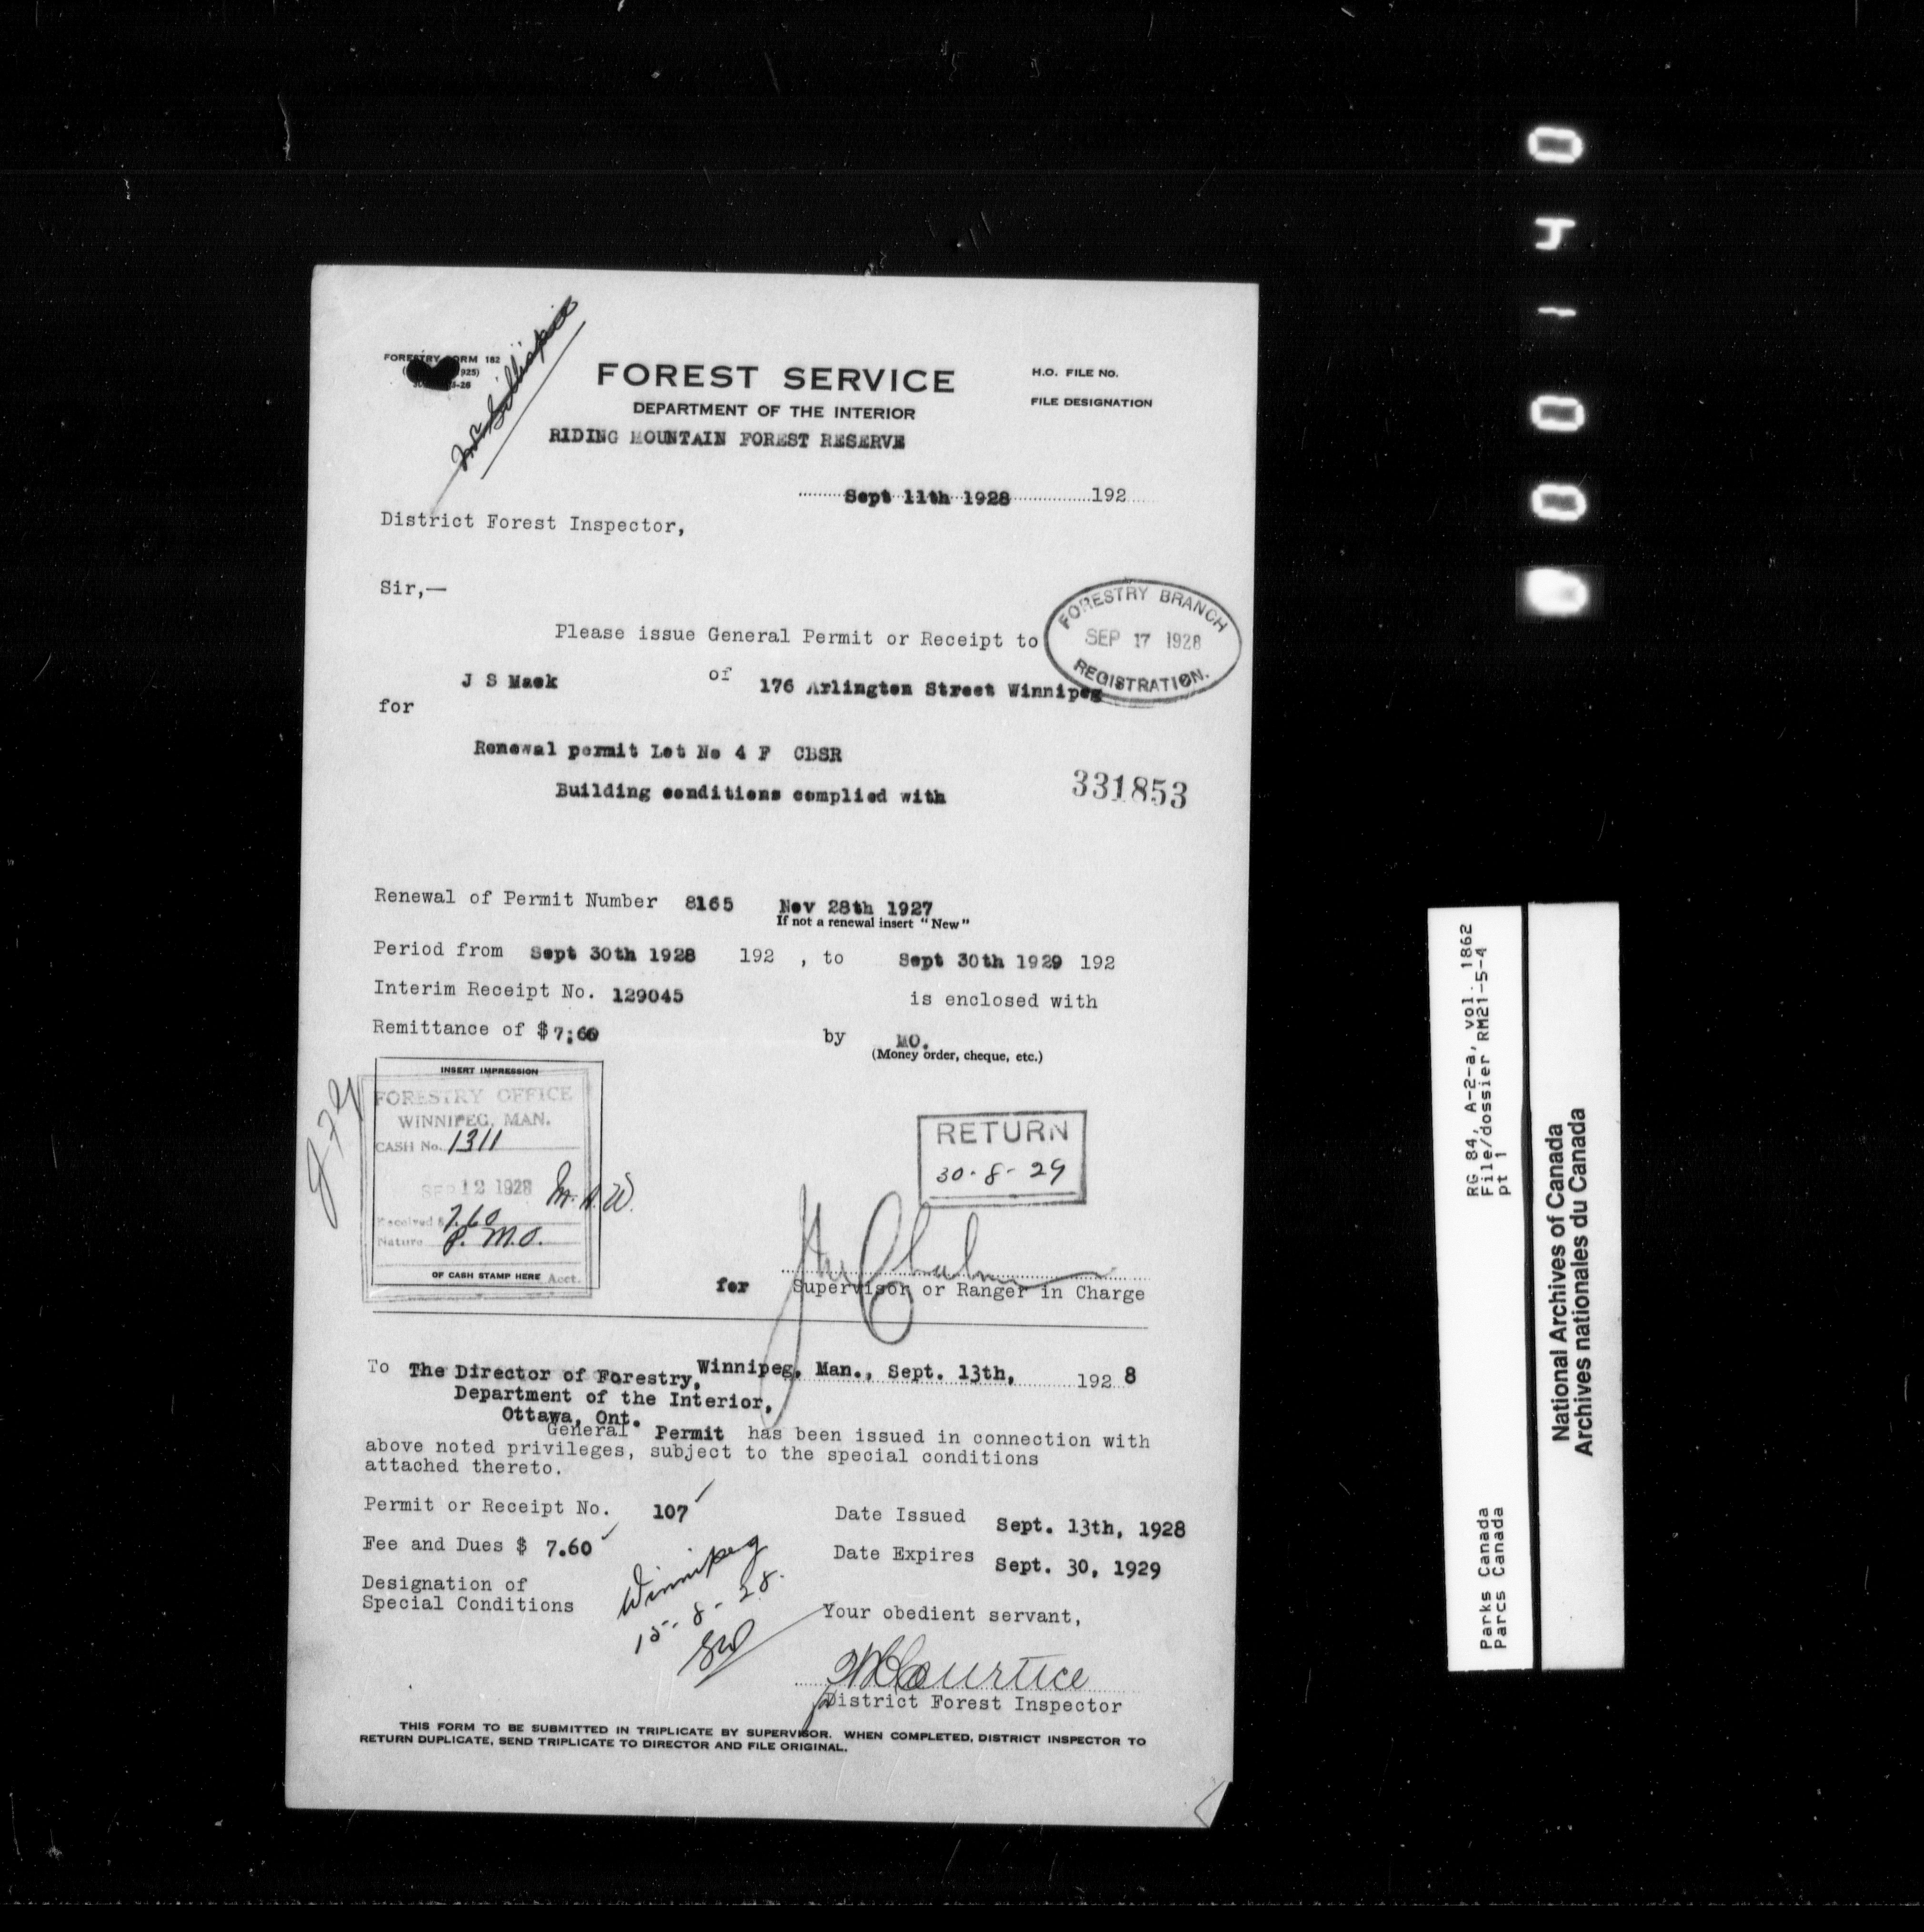 FORESTRY FORM 182
FOREST SERVICE
H.O. FILE NO.
DEPARTMENT OF THE INTERIOR
FILE DESIGNATION
RIDING MOUNTAIN FOREST RESERVE
Sept 11th 1928 192
District Forest Inspector,
Sir,—
Please issue General Permit or Receipt to
FORESTRY BRANCH
SEP 17 1928
REGISTRATION.
J S Mack of 176 Arlington Street Winnipeg
for
Renewal permit Lot No 4 F CBSR
Building conditions complied with
331853
Renewal of Permit Number 8165 Nov 28th 1927
If not a renewal insert "New"
Period from Sept 30th 1928 192 , to Sept 30th 1929 192
Interim Receipt No. 129045 is enclosed with
Remittance of $ 7;60 by MO.
(Money order, cheque, etc.)
INSERT IMPRESSION
FORESTRY OFFICE
WINNIPEG, MAN.
CASH No. 1311
SEP 12 1928
Received $ 7.60
Nature P. M.O.
OF CASH STAMP HERE Acct.
M.A.W.
RETURN
30-8-29
for Supervisor or Ranger in Charge
To The Director of Forestry, Winnipeg, Man., Sept. 13th, 192 8
Department of the Interior,
Ottawa, Ont.
General Permit has been issued in connection with
above noted privileges, subject to the special conditions
attached thereto.
Permit or Receipt No. 107
Date Issued Sept. 13th, 1928
Fee and Dues $ 7.60
Date Expires Sept. 30, 1929
Designation of
Special Conditions
Winnipeg
15-8-28.
Your obedient servant,
District Forest Inspector
THIS FORM TO BE SUBMITTED IN TRIPLICATE BY SUPERVISOR. WHEN COMPLETED, DISTRICT INSPECTOR TO
RETURN DUPLICATE, SEND TRIPLICATE TO DIRECTOR AND FILE ORIGINAL.
RG 84, A-2-a, vol. 1862
File/dossier RM21-5-4
pt 1
Parks Canada
Parcs Canada
National Archives of Canada
Archives nationales du Canada